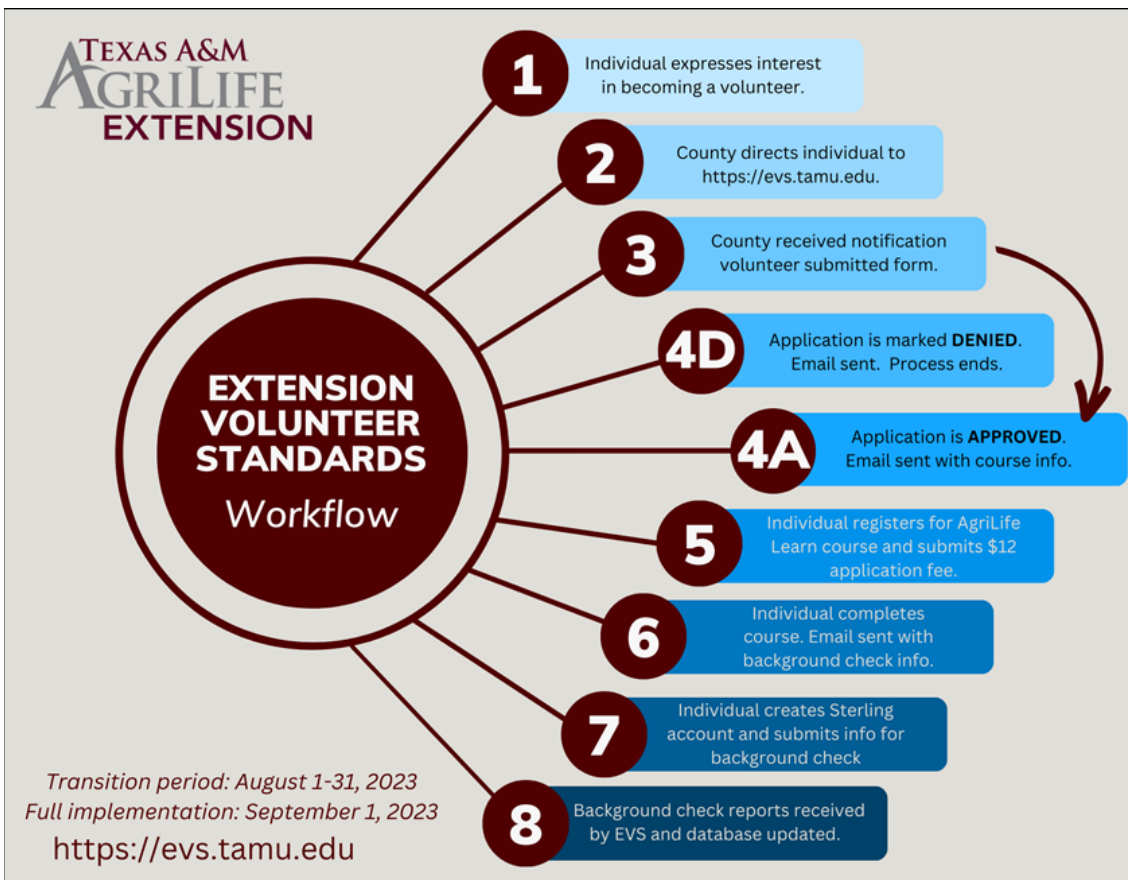 TEXAS A&M
AGRILIFE
EXTENSION
1
Individual expresses interest
in becoming a volunteer.
2
County directs individual to
https://evs.tamu.edu.
3
County received notification
volunteer submitted form.
4D
Application is marked DENIED.
Email sent. Process ends.
4A
Application is APPROVED.
Email sent with course info.
5
Individual registers for AgriLife
Learn course and submits $12
application fee.
6
Individual completes
course. Email sent with
background check info.
7
Individual creates Sterling
account and submits info for
background check
8
Background check reports received
by EVS and database updated.
EXTENSION
VOLUNTEER
STANDARDS
Workflow
Transition period: August 1-31, 2023
Full implementation: September 1, 2023
https://evs.tamu.edu